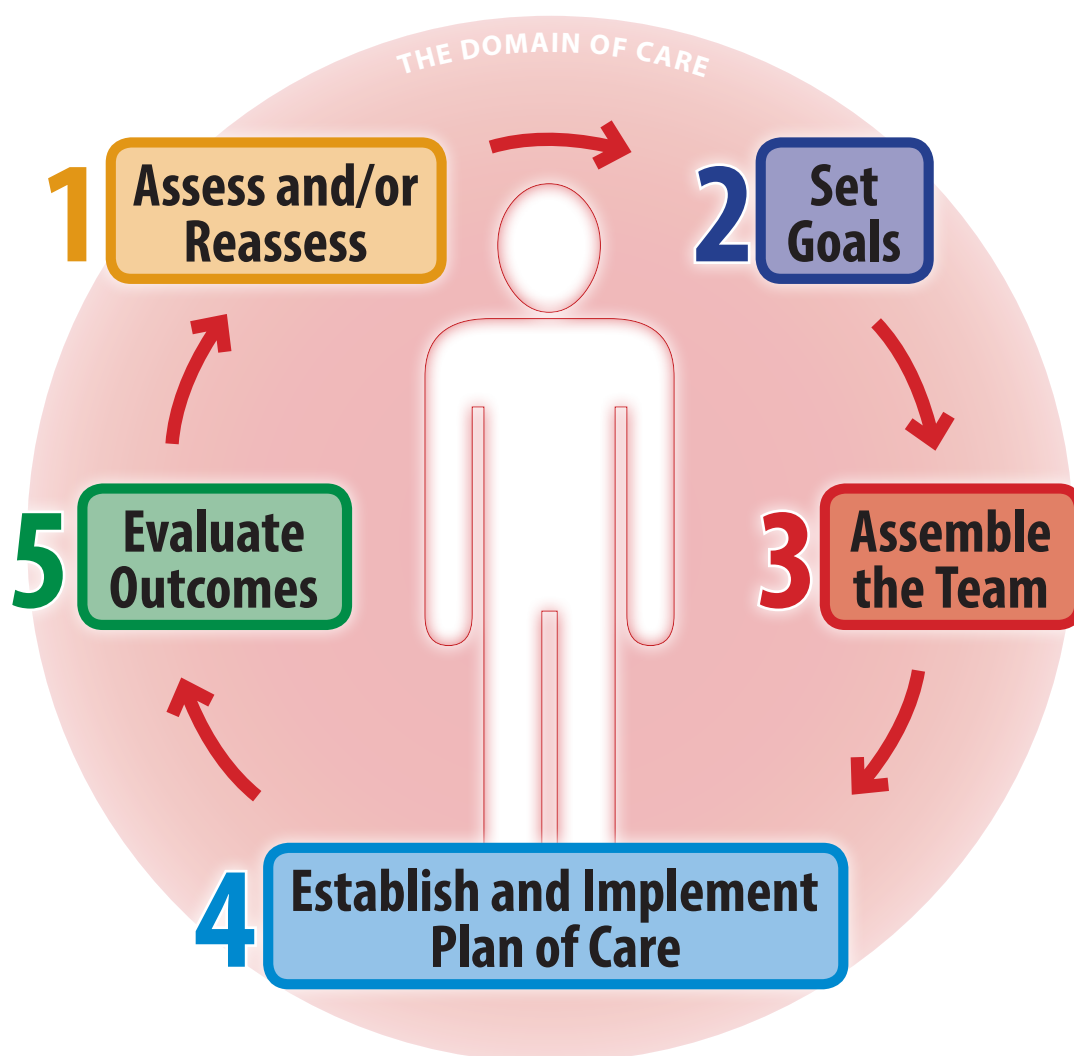 THE DOMAIN OF CARE
1
Assess and/or
Reassess
2
Set
Goals
3
Assemble
the Team
4
Establish and Implement
Plan of Care
5
Evaluate
Outcomes